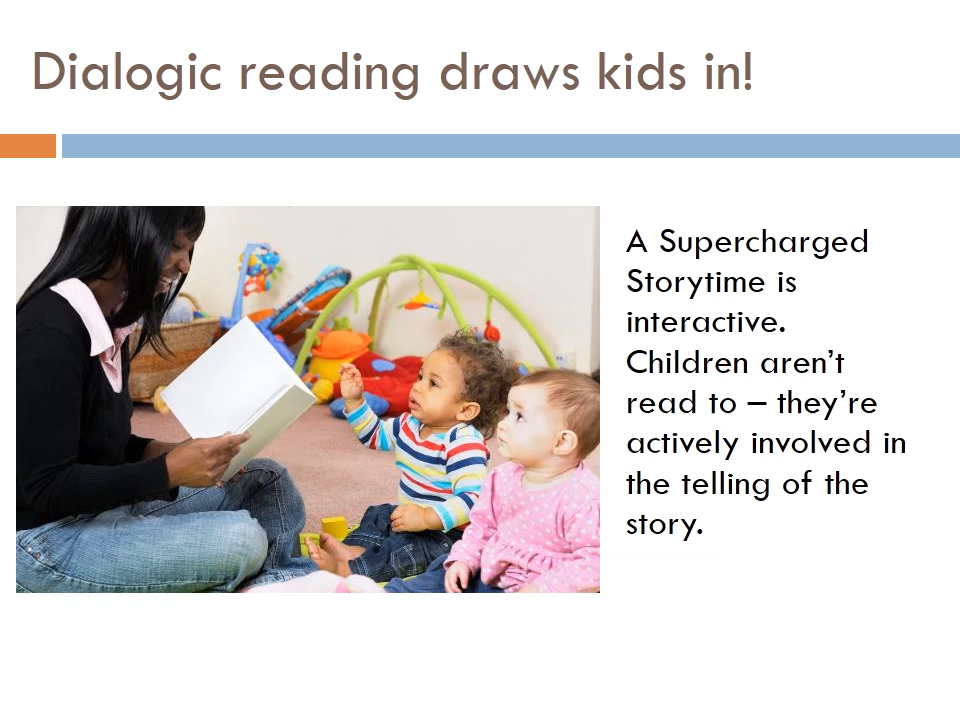 Dialogic reading draws kids in!
A Supercharged
Storytime is
interactive.
Children aren’t
read to – they’re
actively involved in
the telling of the
story.